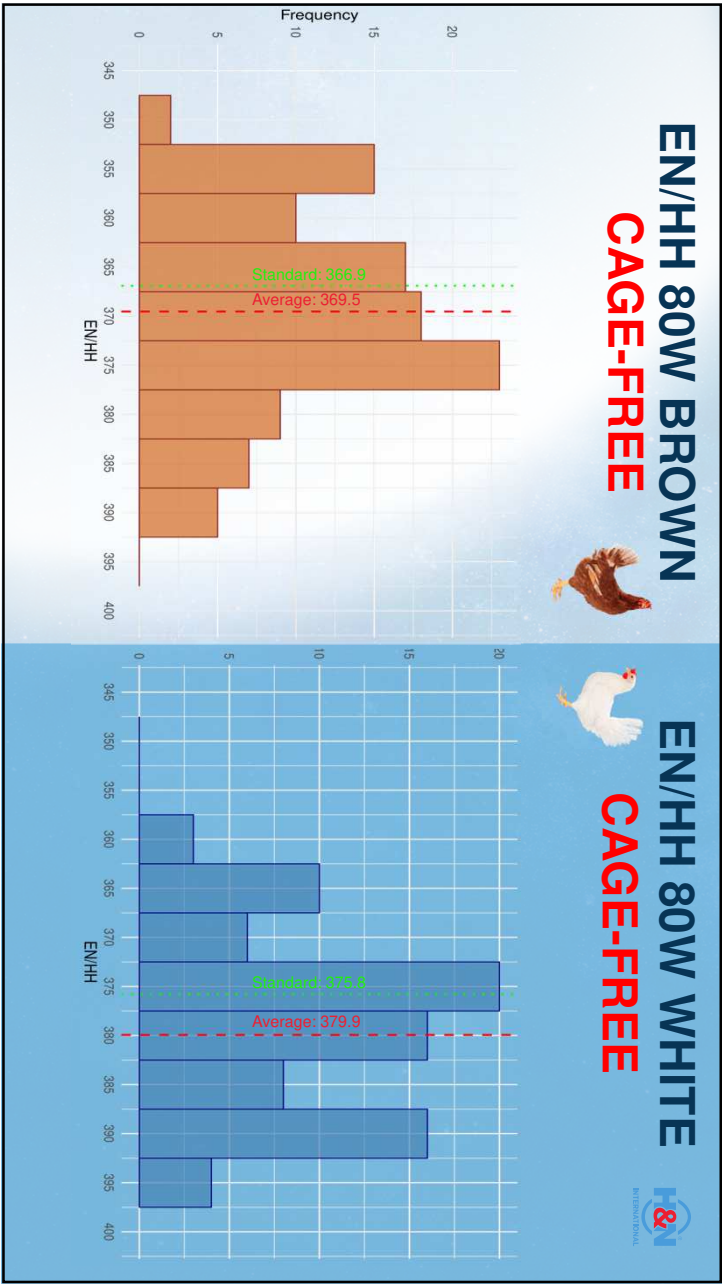 EN/HH 80W BROWN
CAGE-FREE
Frequency
20
15
10
5
0
Standard: 366.9
Average: 369.5
345
350
355
360
365
370
375
380
385
390
395
400
EN/HH
EN/HH 80W WHITE
CAGE-FREE
H&N
INTERNATIONAL
20
15
10
5
0
Standard: 375.8
Average: 379.9
345
350
355
360
365
370
375
380
385
390
395
400
EN/HH